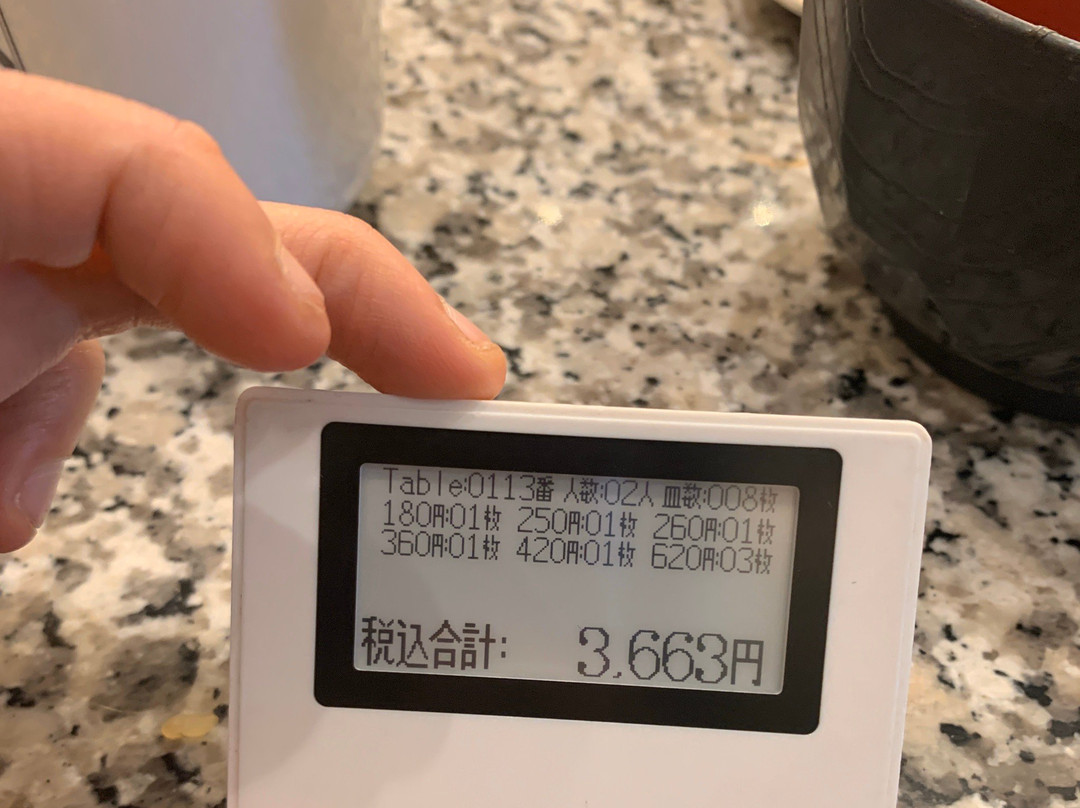 Table:0113番 人数:02人 皿数:008枚
180円:01枚 250円:01枚 260円:01枚
360円:01枚 420円:01枚 620円:03枚
税込合計: 3,663円